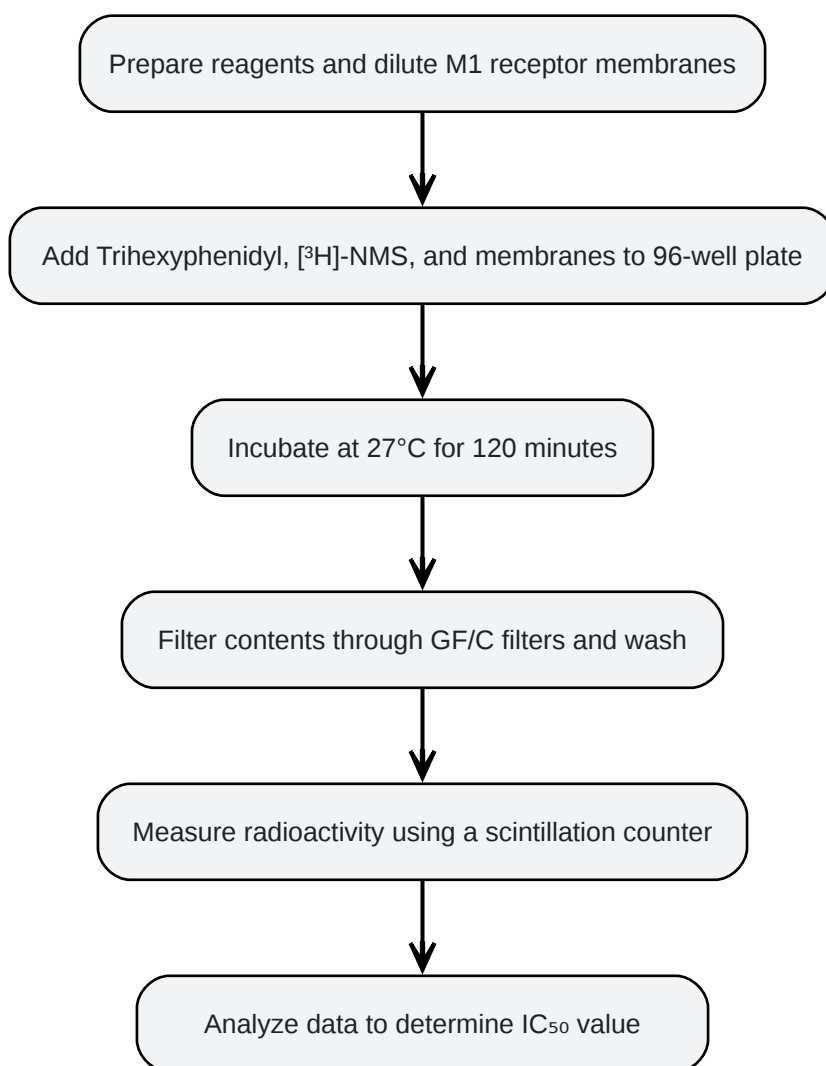 Prepare reagents and dilute M1 receptor membranes
Add Trihexyphenidyl, [³H]-NMS, and membranes to 96-well plate
Incubate at 27°C for 120 minutes
Filter contents through GF/C filters and wash
Measure radioactivity using a scintillation counter
Analyze data to determine IC₅₀ value